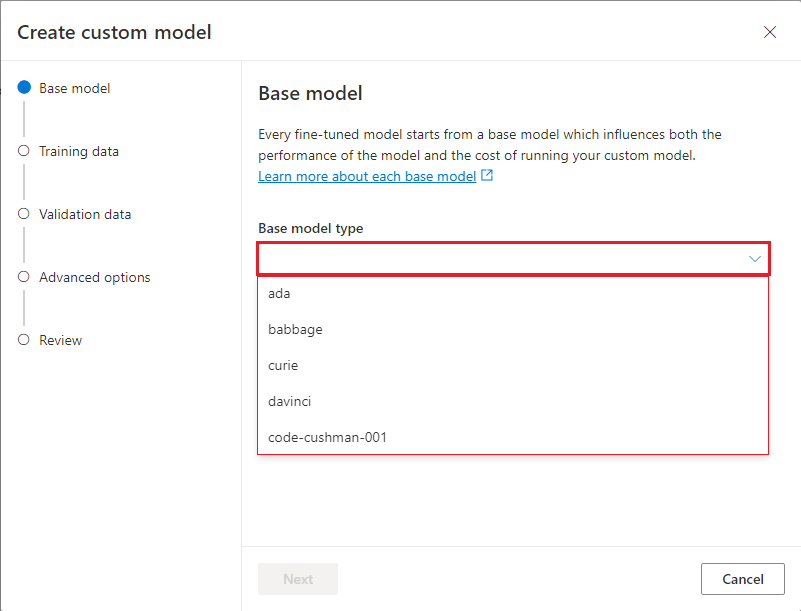 Create custom model
Base model
Training data
Validation data
Advanced options
Review
Base model
Every fine-tuned model starts from a base model which influences both the
performance of the model and the cost of running your custom model.
Learn more about each base model
Base model type
ada
babbage
curie
davinci
code-cushman-001
Next
Cancel